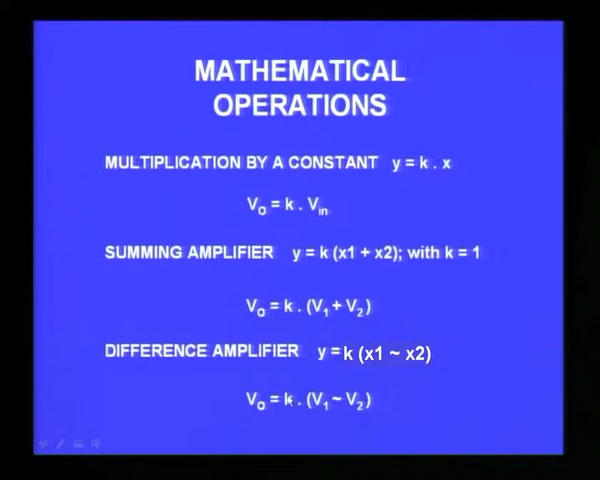 MATHEMATICAL
OPERATIONS
MULTIPLICATION BY A CONSTANT y = k . x
Vo = k . Vin
SUMMING AMPLIFIER y = k (x1 + x2); with k = 1
Vo = k . (V1 + V2)
DIFFERENCE AMPLIFIER y = k (x1 ~ x2)
Vo = k . (V1 ~ V2)